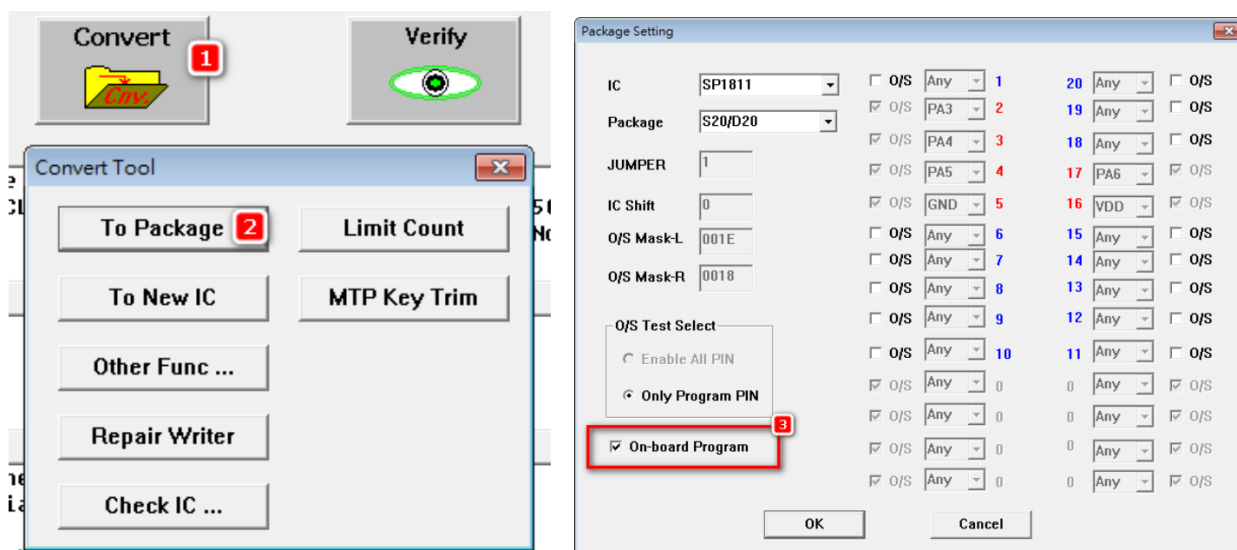 Convert
1
Cnv.
Verify
Convert Tool
To Package 2
Limit Count
To New IC
MTP Key Trim
Other Func ...
Repair Writer
Check IC ...
Package Setting
IC SP1811
Package S20/D20
JUMPER 1
IC Shift 0
O/S Mask-L 001E
O/S Mask-R 0018
O/S Test Select
Enable All PIN
Only Program PIN
3
On-board Program
O/S Any 1 20 Any O/S
O/S PA3 2 19 Any O/S
O/S PA4 3 18 Any O/S
O/S PA5 4 17 PA6 O/S
O/S GND 5 16 VDD O/S
O/S Any 6 15 Any O/S
O/S Any 7 14 Any O/S
O/S Any 8 13 Any O/S
O/S Any 9 12 Any O/S
O/S Any 10 11 Any O/S
O/S Any 0 0 Any O/S
O/S Any 0 0 Any O/S
O/S Any 0 0 Any O/S
O/S Any 0 0 Any O/S
OK
Cancel